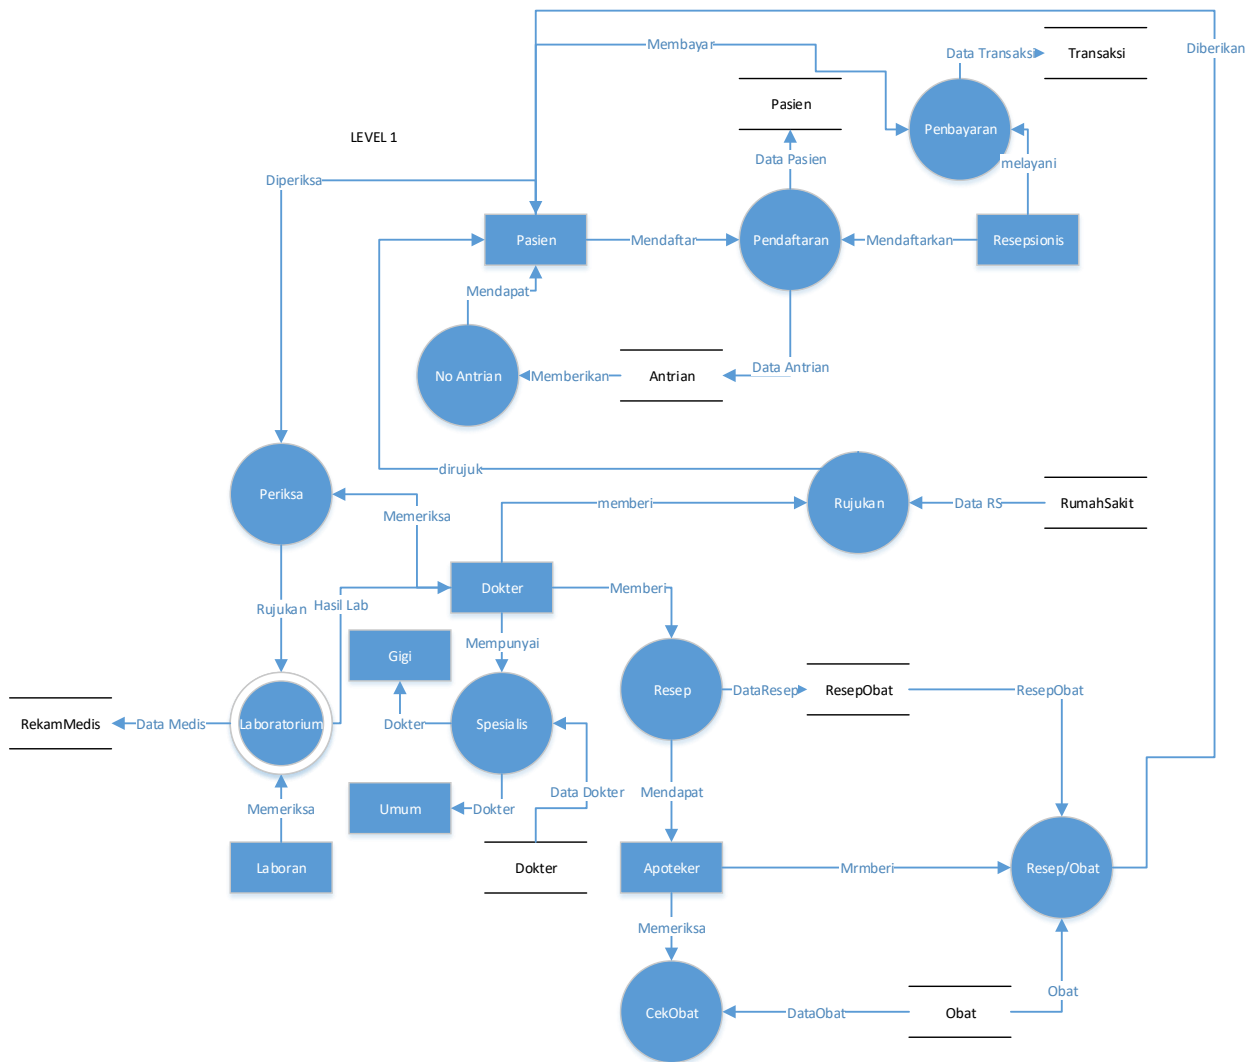 Membayar
Data Transaksi
Transaksi
Diberikan
Pasien
Penbayaran
LEVEL 1
Data Pasien
melayani
Diperiksa
Pasien
Mendaftar
Pendaftaran
Mendaftarkan
Resepsionis
Mendapat
No Antrian
Memberikan
Antrian
Data Antrian
dirujuk
Periksa
Memeriksa
memberi
Rujukan
Data RS
RumahSakit
Dokter
Memberi
Rujukan
Hasil Lab
Mempunyai
Gigi
Resep
DataResep
ResepObat
ResepObat
RekamMedis
Data Medis
Laboratorium
Dokter
Spesialis
Data Dokter
Mendapat
Memeriksa
Umum
Dokter
Laboran
Dokter
Apoteker
Mrmberi
Resep/Obat
Memeriksa
Obat
CekObat
DataObat
Obat